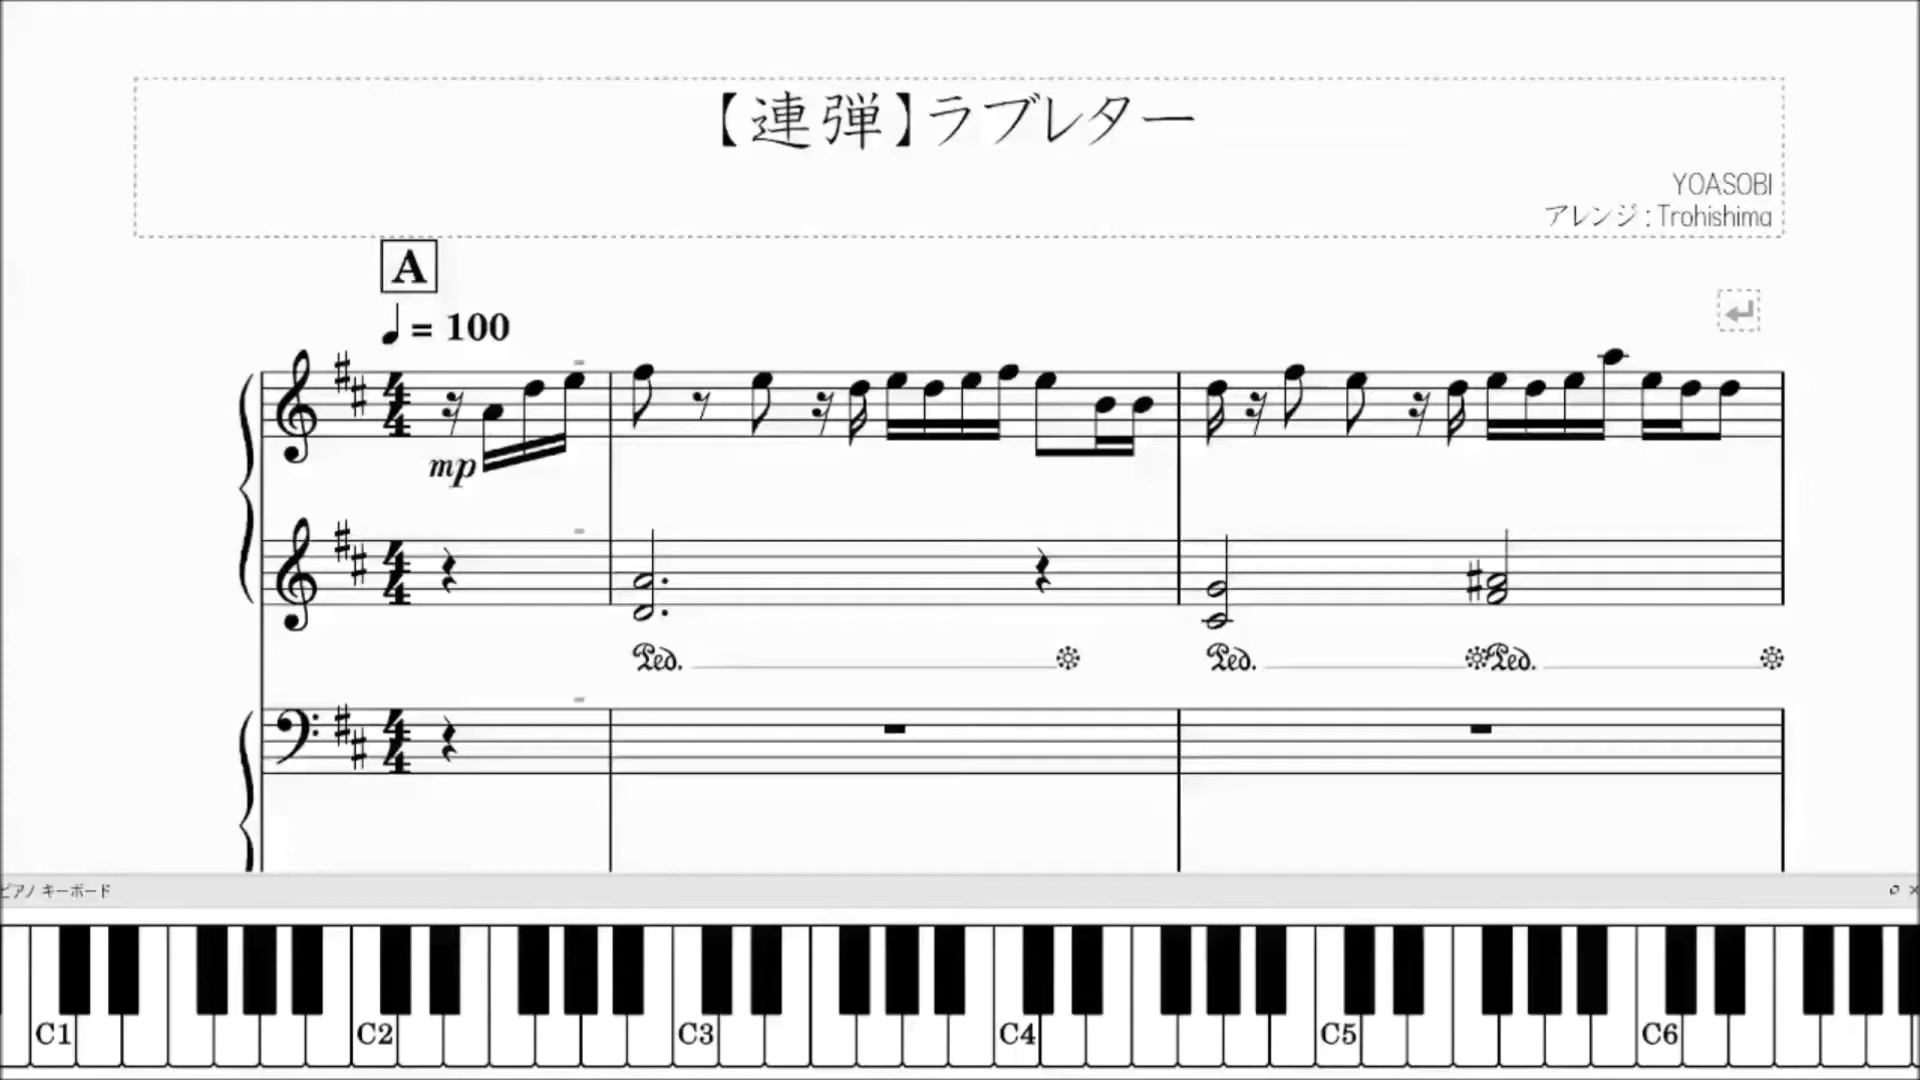 【連弾】ラブレター
YOASOBI
アレンジ : Trohishima
A
♩ = 100
mp
Ped.
Ped.
Ped.
ピアノ キーボード
C1
C2
C3
C4
C5
C6